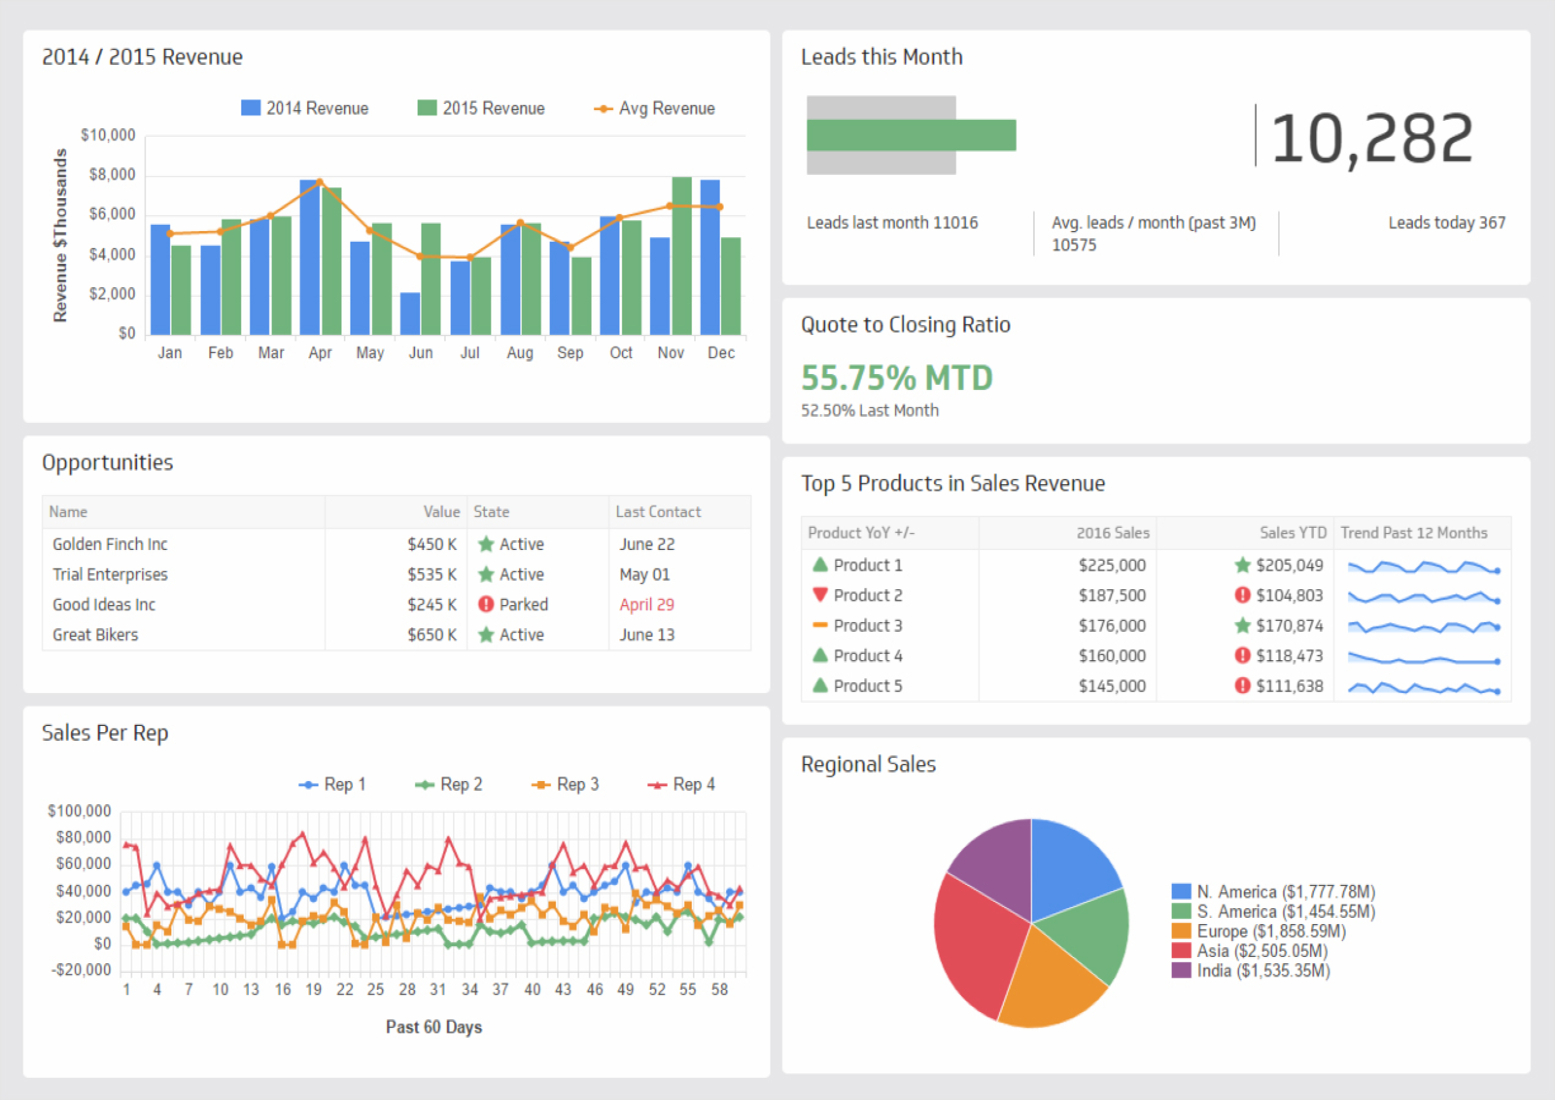 2014 / 2015 Revenue
2014 Revenue 2015 Revenue Avg Revenue
Revenue $Thousands
$10,000
$8,000
$6,000
$4,000
$2,000
$0
Jan Feb Mar Apr May Jun Jul Aug Sep Oct Nov Dec
Leads this Month
10,282
Leads last month 11016
Avg. leads / month (past 3M)
10575
Leads today 367
Quote to Closing Ratio
55.75% MTD
52.50% Last Month
Opportunities
Name Value State Last Contact
Golden Finch Inc $450 K Active June 22
Trial Enterprises $535 K Active May 01
Good Ideas Inc $245 K Parked April 29
Great Bikers $650 K Active June 13
Top 5 Products in Sales Revenue
Product YoY +/- 2016 Sales Sales YTD Trend Past 12 Months
Product 1 $225,000 $205,049
Product 2 $187,500 $104,803
Product 3 $176,000 $170,874
Product 4 $160,000 $118,473
Product 5 $145,000 $111,638
Sales Per Rep
Rep 1 Rep 2 Rep 3 Rep 4
$100,000
$80,000
$60,000
$40,000
$20,000
$0
-$20,000
1 4 7 10 13 16 19 22 25 28 31 34 37 40 43 46 49 52 55 58
Past 60 Days
Regional Sales
N. America ($1,777.78M)
S. America ($1,454.55M)
Europe ($1,858.59M)
Asia ($2,505.05M)
India ($1,535.35M)